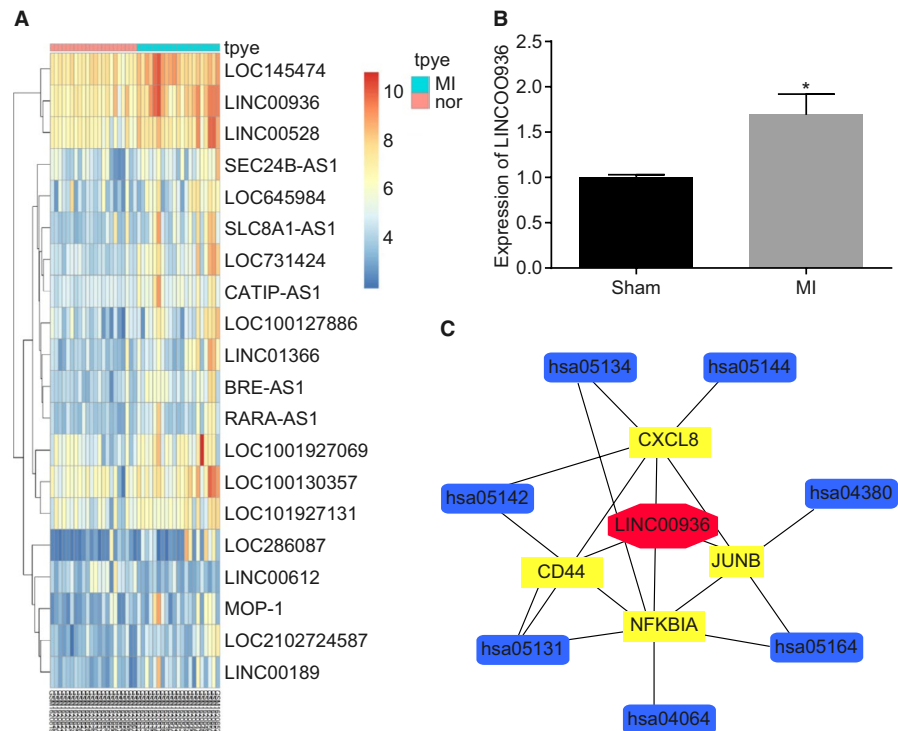 A
tpye
LOC145474
LINC00936
LINC00528
SEC24B-AS1
LOC645984
SLC8A1-AS1
LOC731424
CATIP-AS1
LOC100127886
LINC01366
BRE-AS1
RARA-AS1
LOC1001927069
LOC100130357
LOC101927131
LOC286087
LINC00612
MOP-1
LOC2102724587
LINC00189
10
8
6
4
tpye
MI
nor
B
Expression of LINCOO936
2.5
2.0
1.5
1.0
0.5
0.0
*
Sham
MI
C
hsa05134
hsa05144
CXCL8
hsa05142
hsa04380
LINC00936
CD44
JUNB
NFKBIA
hsa05131
hsa05164
hsa04064